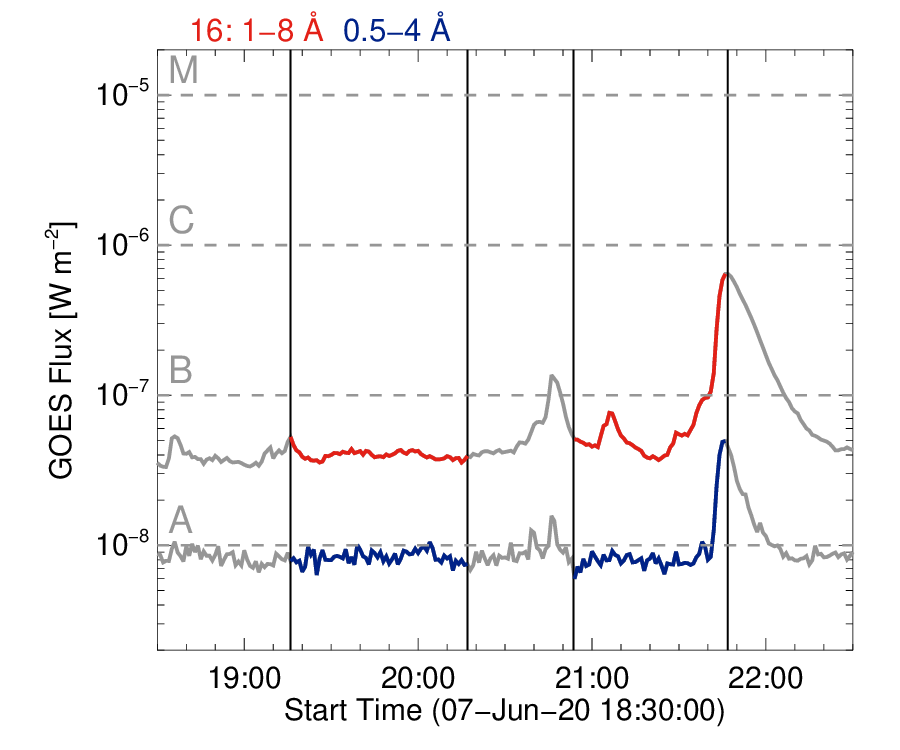 16: 1−8 Å 0.5−4 Å
M
10⁻⁵
C
10⁻⁶
B
10⁻⁷
A
10⁻⁸
GOES Flux [W m⁻²]
19:00 20:00 21:00 22:00
Start Time (07−Jun−20 18:30:00)